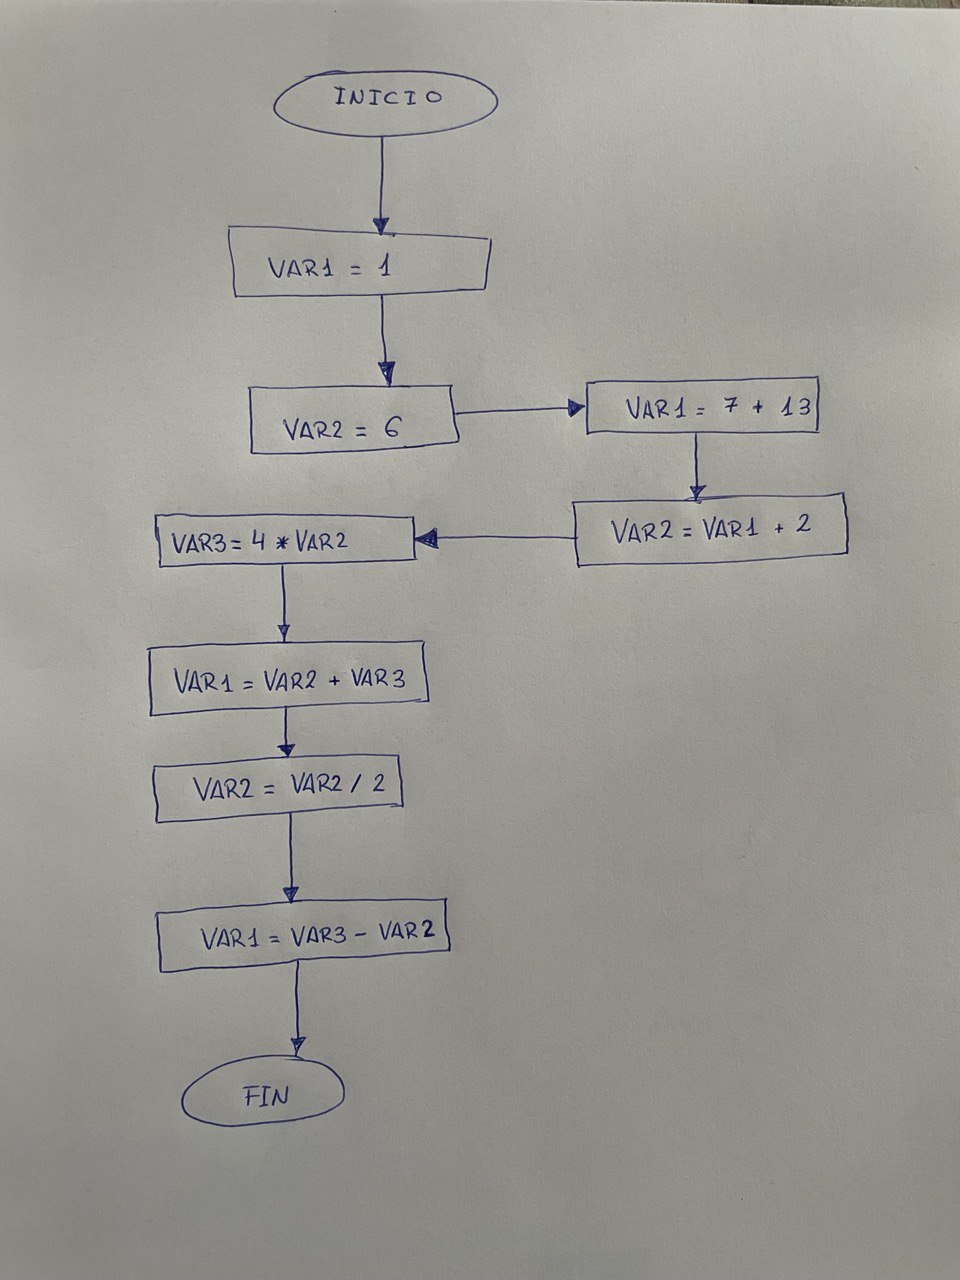 INICIO
VAR1 = 1
VAR2 = 6
VAR1 = 7 + 13
VAR2 = VAR1 + 2
VAR3 = 4 * VAR2
VAR1 = VAR2 + VAR3
VAR2 = VAR2 / 2
VAR1 = VAR3 - VAR2
FIN